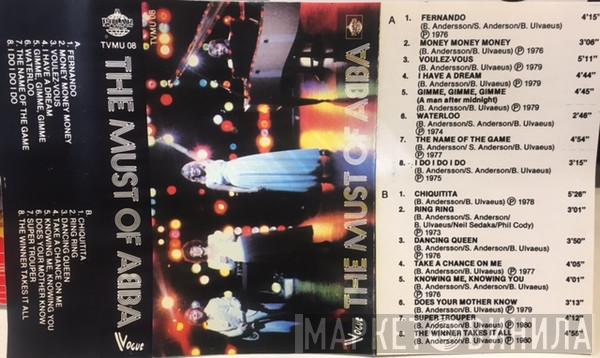 TVMU 08
A.
1. FERNANDO
2. MONEY MONEY MONEY
3. VOULEZ-VOUS
4. I HAVE A DREAM
5. GIMME, GIMME, GIMME
6. WATERLOO
7. THE NAME OF THE GAME
8. I DO I DO I DO
THE MUST OF ABBA
B.
1. CHIQUITITA
2. RING RING
3. DANCING QUEEN
4. TAKE A CHANCE ON ME
5. KNOWING ME, KNOWING YOU
6. DOES YOUR MOTHER KNOW
7. SUPER TROUPER
8. THE WINNER TAKES IT ALL
Vogue
TVMU 08
THE MUST OF ABBA
Vogue
A
1. FERNANDO 4'15"
(B. Andersson/S. Anderson/B. Ulvaeus)
Ⓟ 1976
2. MONEY MONEY MONEY 3'06"
(B. Andersson/B. Ulvaeus) Ⓟ 1976
3. VOULEZ-VOUS 5'11"
(B. Andersson/B. Ulvaeus) Ⓟ 1979
4. I HAVE A DREAM 4'44"
(B. Andersson/B. Ulvaeus) Ⓟ 1979
5. GIMME, GIMME, GIMME 4'45"
(A man after midnight)
(B. Andersson/B. Ulvaeus) Ⓟ 1979
6. WATERLOO 2'46"
(B. Andersson/S. Anderson/B. Ulvaeus)
Ⓟ 1974
7. THE NAME OF THE GAME 4'54"
(B. Andersson/S. Anderson/B. Ulvaeus)
Ⓟ 1977
8. I DO I DO I DO 3'15"
(B. Andersson/S. Anderson/B. Ulvaeus)
Ⓟ 1975
B
1. CHIQUITITA 5'26"
(B. Andersson/B. Ulvaeus) Ⓟ 1978
2. RING RING 3'01"
(B. Andersson/S. Anderson/
B. Ulvaeus/Neil Sedaka/Phil Cody)
Ⓟ 1973
3. DANCING QUEEN 3'50"
(B. Andersson/S. Anderson/B. Ulvaeus)
Ⓟ 1976
4. TAKE A CHANCE ON ME 4'05"
(B. Andersson/B. Ulvaeus) Ⓟ 1977
5. KNOWING ME, KNOWING YOU 4'01"
(B. Andersson/S. Anderson/B. Ulvaeus)
Ⓟ 1976
6. DOES YOUR MOTHER KNOW 3'13"
(B. Andersson/B. Ulvaeus) Ⓟ 1979
SUPER TROUPER 4'12"
(B. Andersson/B. Ulvaeus) Ⓟ 1980
THE WINNER TAKES IT ALL 4'55"
(B. Andersson/B. Ulvaeus) Ⓟ 1980
МАРКЕТ ВИНИЛА